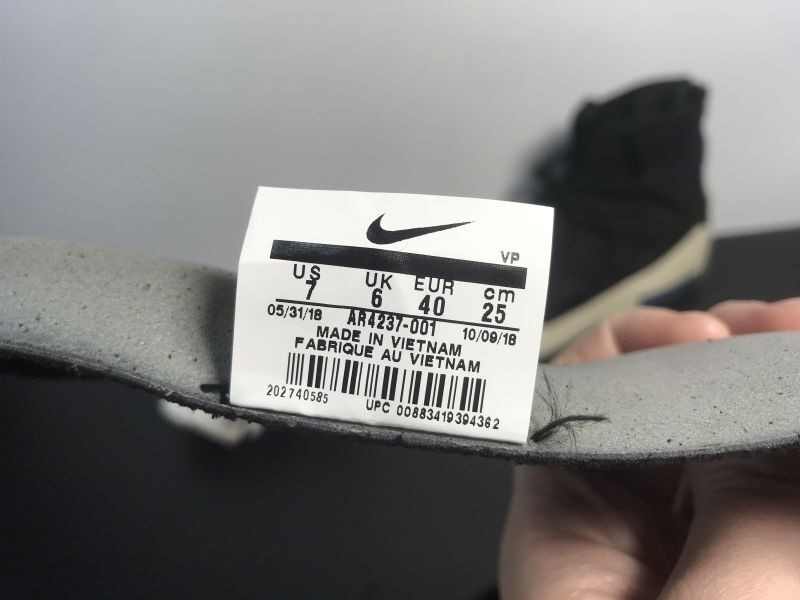 VP
US UK EUR cm
7 6 40 25
05/31/18 AR4237-001 10/09/18
MADE IN VIETNAM
FABRIQUE AU VIETNAM
202740585 UPC 00883419394362